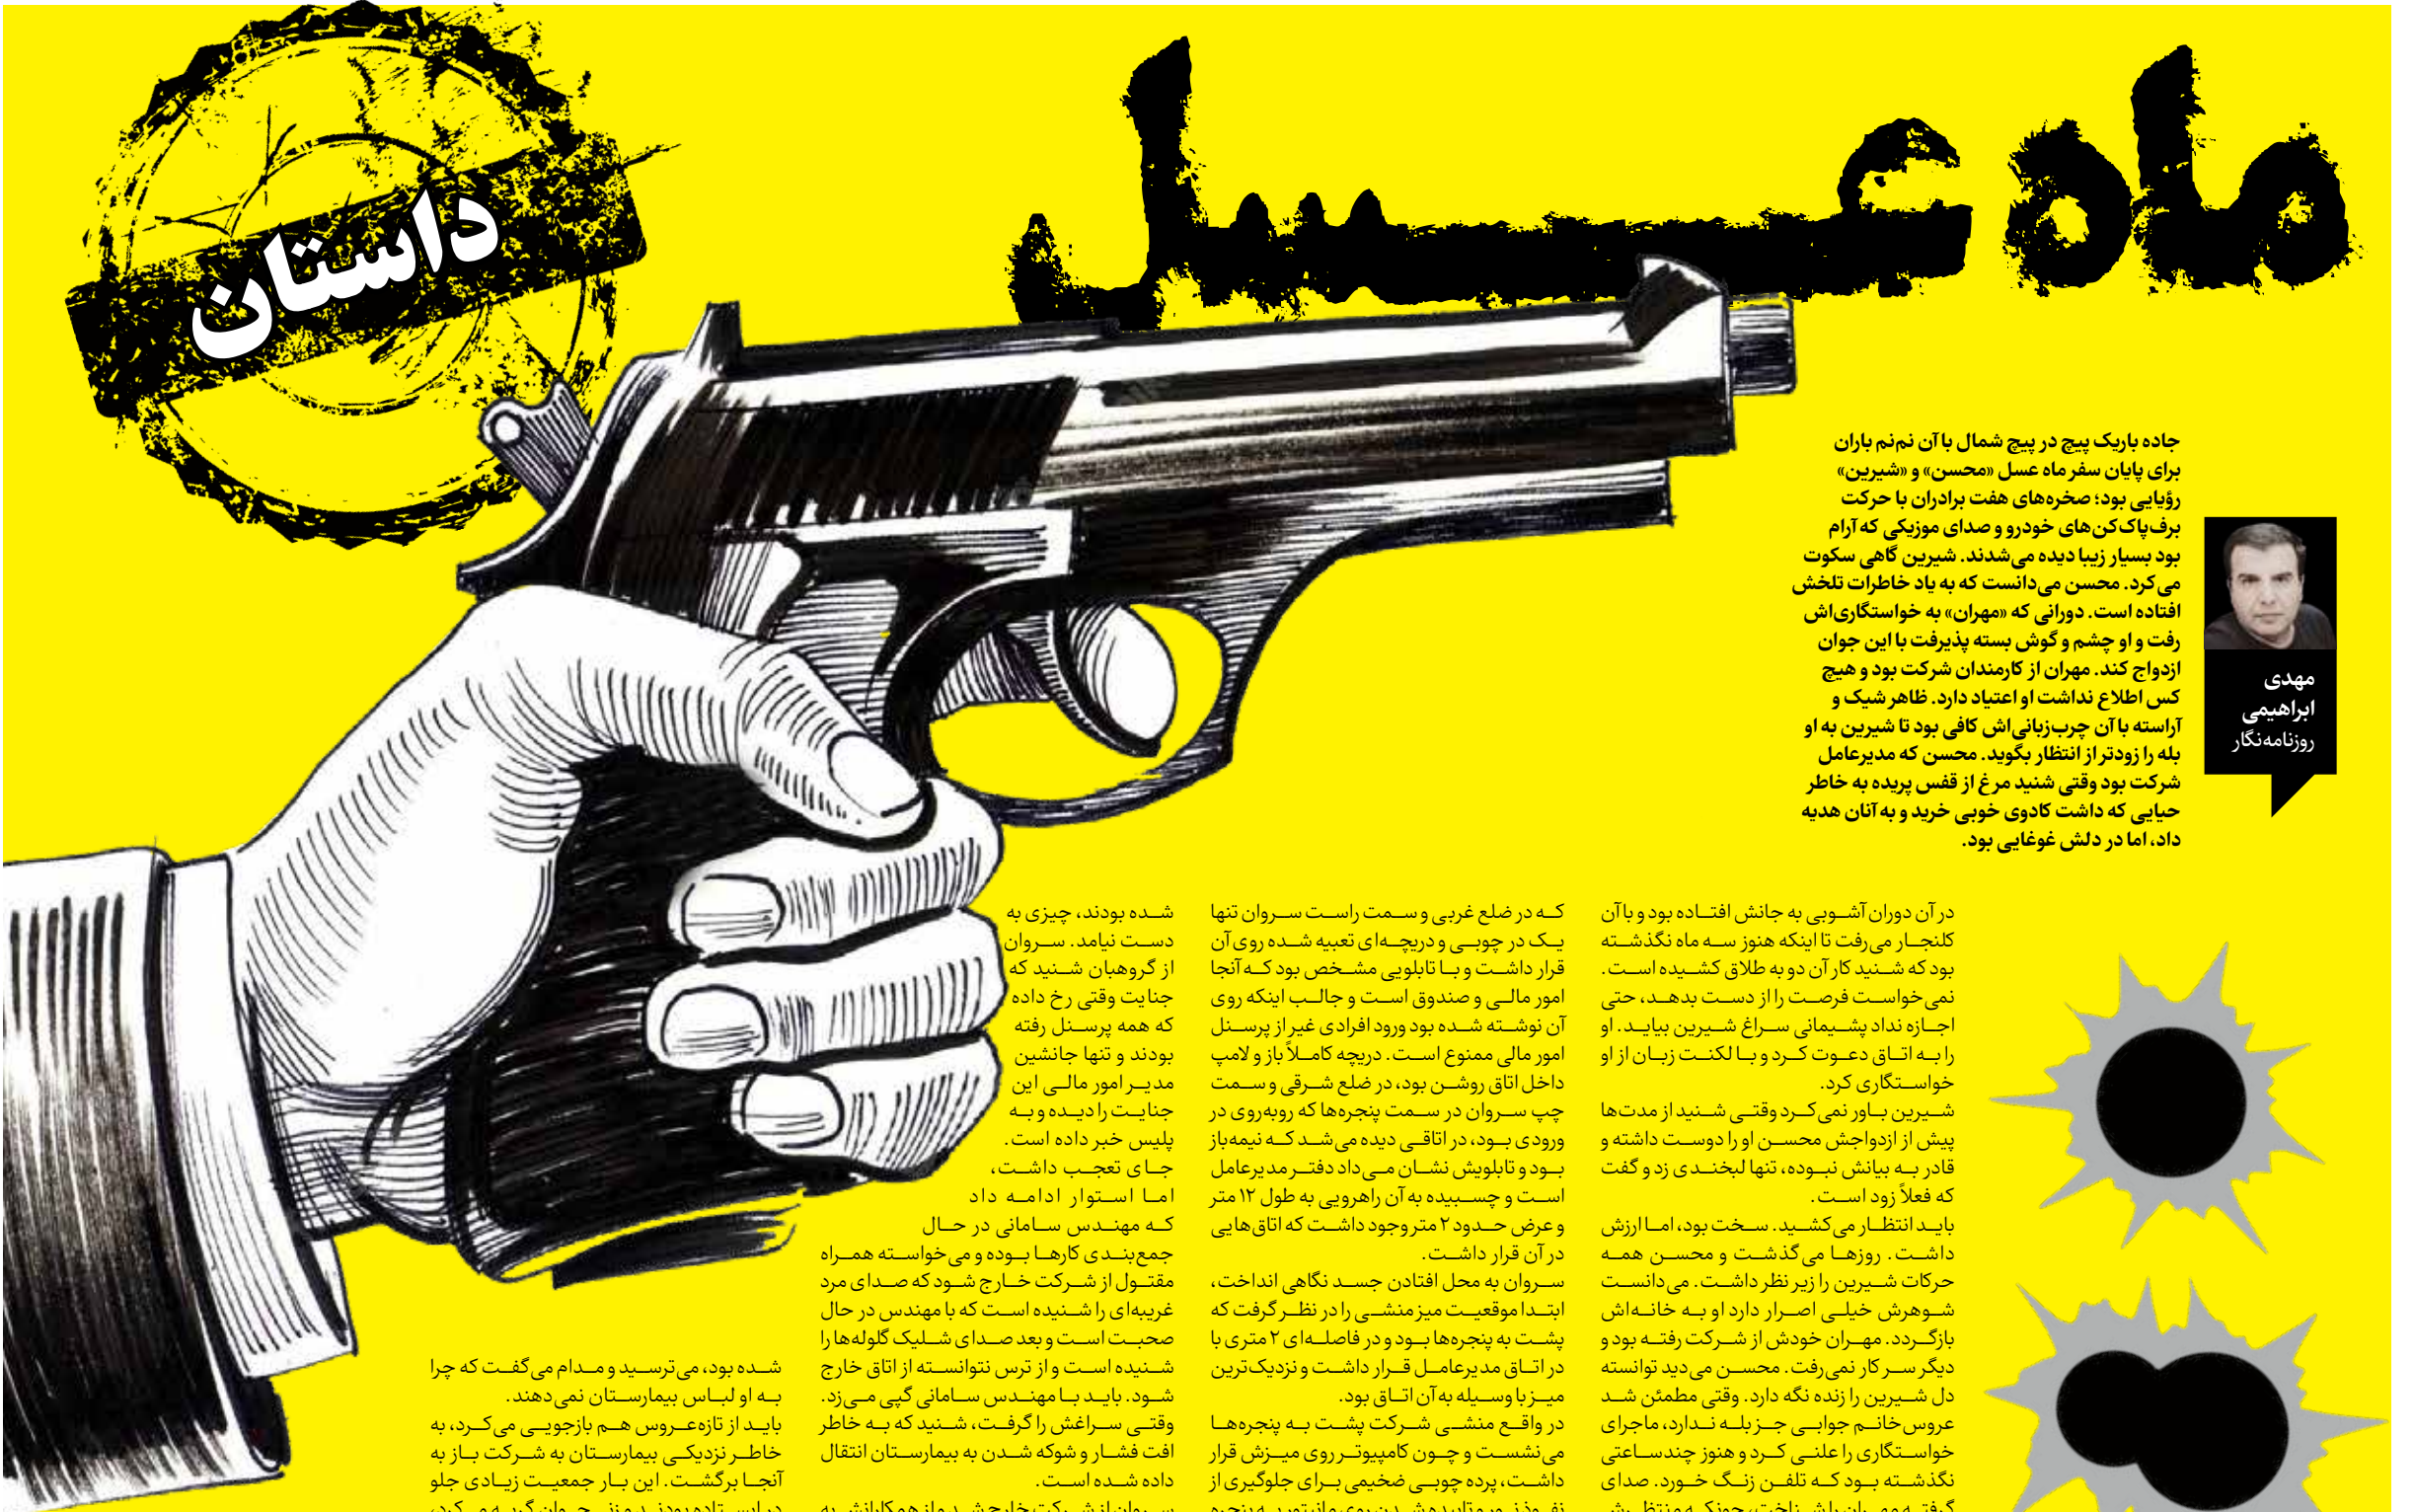 ماه عسل
داستان
مهدی
ابراهیمی
روزنامه‌نگار
جاده باریک پیچ در پیچ شمال با آن نم‌نم باران
برای پایان سفر ماه عسل «محسن» و «شیرین»
رؤیایی بود؛ صخره‌های هفت برادران با حرکت
برف‌پاک‌کن‌های خودرو و صدای موزیکی که آرام
بود بسیار زیبا دیده می‌شدند. شیرین گاهی سکوت
می‌کرد. محسن می‌دانست که به یاد خاطرات تلخش
افتاده است. دورانی که «مهران» به خواستگاری‌اش
رفت و او چشم و گوش بسته پذیرفت با این جوان
ازدواج کند. مهران از کارمندان شرکت بود و هیچ
کس اطلاع نداشت او اعتیاد دارد. ظاهر شیک و
آراسته با آن چرب‌زبانی‌اش کافی بود تا شیرین به او
بله را زودتر از انتظار بگوید. محسن که مدیرعامل
شرکت بود وقتی شنید مرغ از قفس پریده به خاطر
حیایی که داشت کادوی خوبی خرید و به آنان هدیه
داد، اما در دلش غوغایی بود.
در آن دوران آشوبی به جانش افتاده بود و با آن
کلنجار می‌رفت تا اینکه هنوز سه ماه نگذشته
بود که شنید کار آن دو به طلاق کشیده است.
نمی‌خواست فرصت را از دست بدهد، حتی
اجازه نداد پشیمانی سراغ شیرین بیاید. او
را به اتاق دعوت کرد و با لکنت زبان از او
خواستگاری کرد.
شیرین باور نمی‌کرد وقتی شنید از مدت‌ها
پیش از ازدواجش محسن او را دوست داشته و
قادر به بیانش نبوده، تنها لبخندی زد و گفت
که فعلاً زود است.
باید انتظار می‌کشید. سخت بود، اما ارزش
داشت. روزها می‌گذشت و محسن همه
حرکات شیرین را زیر نظر داشت. می‌دانست
شوهرش خیلی اصرار دارد او به خانه‌اش
بازگردد. مهران خودش از شرکت رفته بود و
دیگر سر کار نمی‌رفت. محسن می‌دید توانسته
دل شیرین را زنده نگه دارد. وقتی مطمئن شد
عروس‌خانم جوابی جز بله ندارد، ماجرای
خواستگاری را علنی کرد و هنوز چندساعتی
نگذشته بود که تلفن زنگ خورد. صدای
که در ضلع غربی و سمت راست سروان تنها
یک در چوبی و دریچه‌ای تعبیه شده روی آن
قرار داشت و با تابلویی مشخص بود که آنجا
امور مالی و صندوق است و جالب اینکه روی
آن نوشته شده بود ورود افرادی غیر از پرسنل
امور مالی ممنوع است. دریچه کاملاً باز و لامپ
داخل اتاق روشن بود، در ضلع شرقی و سمت
چپ سروان در سمت پنجره‌ها که روبه‌روی در
ورودی بود، در اتاقی دیده می‌شد که نیمه‌باز
بود و تابلویش نشان می‌داد دفتر مدیرعامل
است و چسبیده به آن راهرویی به طول ۱۲ متر
و عرض حدود ۲ متر وجود داشت که اتاق‌هایی
در آن قرار داشت.
سروان به محل افتادن جسد نگاهی انداخت،
ابتدا موقعیت میز منشی را در نظر گرفت که
پشت به پنجره‌ها بود و در فاصله‌ای ۲ متری با
در اتاق مدیرعامل قرار داشت و نزدیک‌ترین
میز با وسیله به آن اتاق بود.
در واقع منشی شرکت پشت به پنجره‌ها
می‌نشست و چون کامپیوتر روی میزش قرار
داشت، پرده چوبی ضخیمی برای جلوگیری از
شده بودند، چیزی به
دست نیامد. سروان
از گروهبان شنید که
جنایت وقتی رخ داده
که همه پرسنل رفته
بودند و تنها جانشین
مدیر امور مالی این
جنایت را دیده و به
پلیس خبر داده است.
جای تعجب داشت،
اما استوار ادامه داد
که مهندس سامانی در حال
جمع‌بندی کارها بوده و می‌خواسته همراه
مقتول از شرکت خارج شود که صدای مرد
غریبه‌ای را شنیده است که با مهندس در حال
صحبت است و بعد صدای شلیک گلوله‌ها را
شنیده است و از ترس نتوانسته از اتاق خارج
شود. باید با مهندس سامانی گپی می‌زد.
وقتی سراغش را گرفت، شنید که به خاطر
افت فشار و شوکه شدن به بیمارستان انتقال
داده شده است.
شده بود، می‌ترسید و مدام می‌گفت که چرا
به او لباس بیمارستان نمی‌دهند.
باید از تازه‌عروس هم بازجویی می‌کرد، به
خاطر نزدیکی بیمارستان به شرکت باز به
آنجا برگشت. این بار جمعیت زیادی جلو